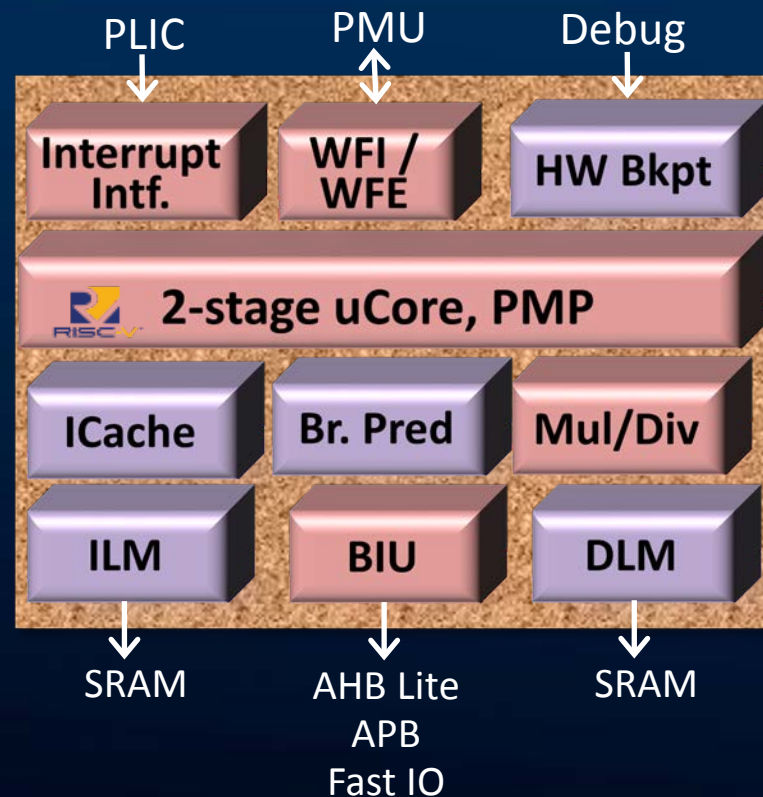 PLIC
PMU
Debug
Interrupt
Intf.
WFI /
WFE
HW Bkpt
RISC-V
2-stage uCore, PMP
ICache
Br. Pred
Mul/Div
ILM
BIU
DLM
SRAM
AHB Lite
APB
Fast IO
SRAM